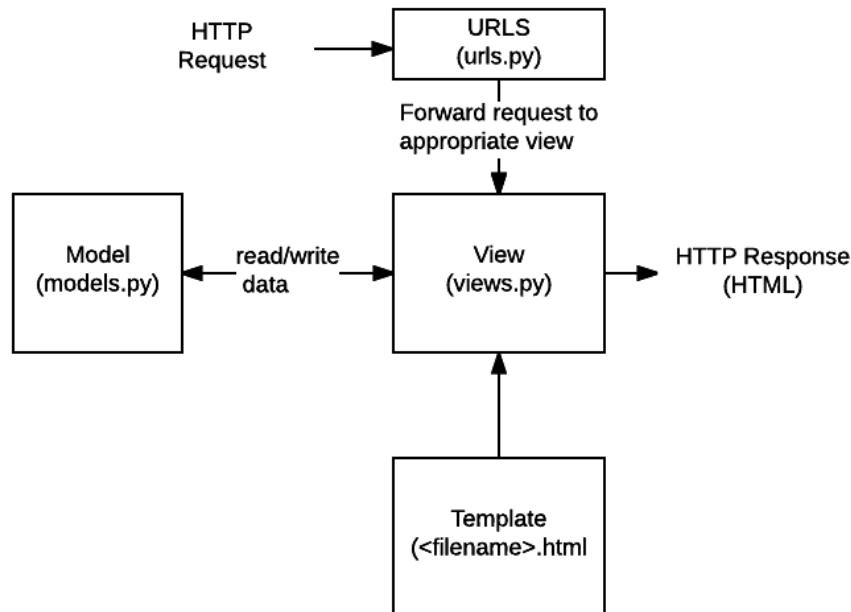 HTTP
Request
URLS
(urls.py)
Forward request to
appropriate view
Model
(models.py)
read/write
data
View
(views.py)
HTTP Response
(HTML)
Template
(<filename>.html